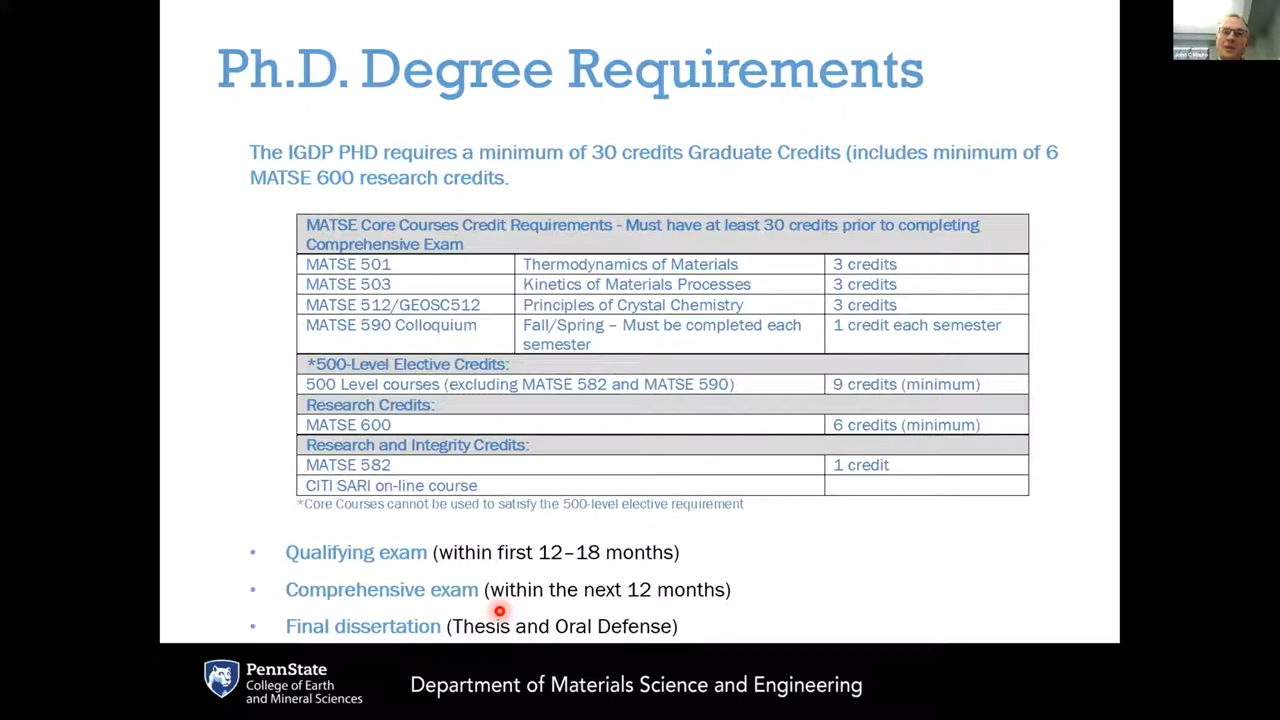 Ph.D. Degree Requirements
The IGDP PHD requires a minimum of 30 credits Graduate Credits (includes minimum of 6
MATSE 600 research credits.
MATSE Core Courses Credit Requirements - Must have at least 30 credits prior to completing
Comprehensive Exam
MATSE 501 Thermodynamics of Materials 3 credits
MATSE 503 Kinetics of Materials Processes 3 credits
MATSE 512/GEOSC512 Principles of Crystal Chemistry 3 credits
MATSE 590 Colloquium Fall/Spring – Must be completed each 1 credit each semester
semester
*500-Level Elective Credits:
500 Level courses (excluding MATSE 582 and MATSE 590) 9 credits (minimum)
Research Credits:
MATSE 600 6 credits (minimum)
Research and Integrity Credits:
MATSE 582 1 credit
CITI SARI on-line course
*Core Courses cannot be used to satisfy the 500-level elective requirement
• Qualifying exam (within first 12–18 months)
• Comprehensive exam (within the next 12 months)
• Final dissertation (Thesis and Oral Defense)
PennState
College of Earth
and Mineral Sciences
Department of Materials Science and Engineering